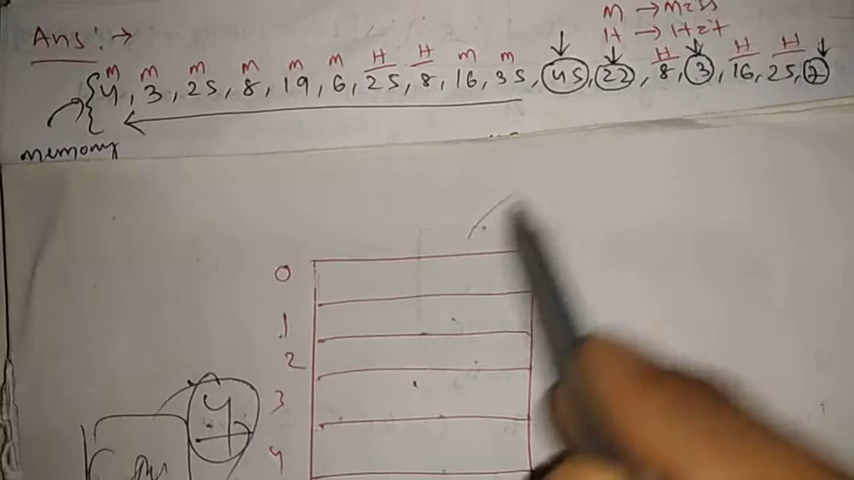 M → Miss
Ans :→ H → Hit
M M M M M M H H M M H H H
{ 4, 3, 25, 8, 19, 6, 25, 8, 16, 35, 45, 22, 8, 3, 16, 25, 7
memory
0
1
2
3
4
4
CPU